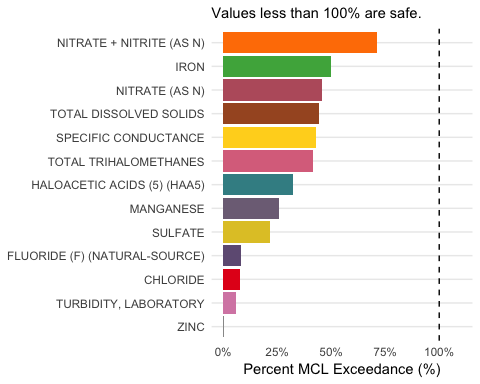 Values less than 100% are safe.
NITRATE + NITRITE (AS N)
IRON
NITRATE (AS N)
TOTAL DISSOLVED SOLIDS
SPECIFIC CONDUCTANCE
TOTAL TRIHALOMETHANES
HALOACETIC ACIDS (5) (HAA5)
MANGANESE
SULFATE
FLUORIDE (F) (NATURAL-SOURCE)
CHLORIDE
TURBIDITY, LABORATORY
ZINC
0% 25% 50% 75% 100%
Percent MCL Exceedance (%)